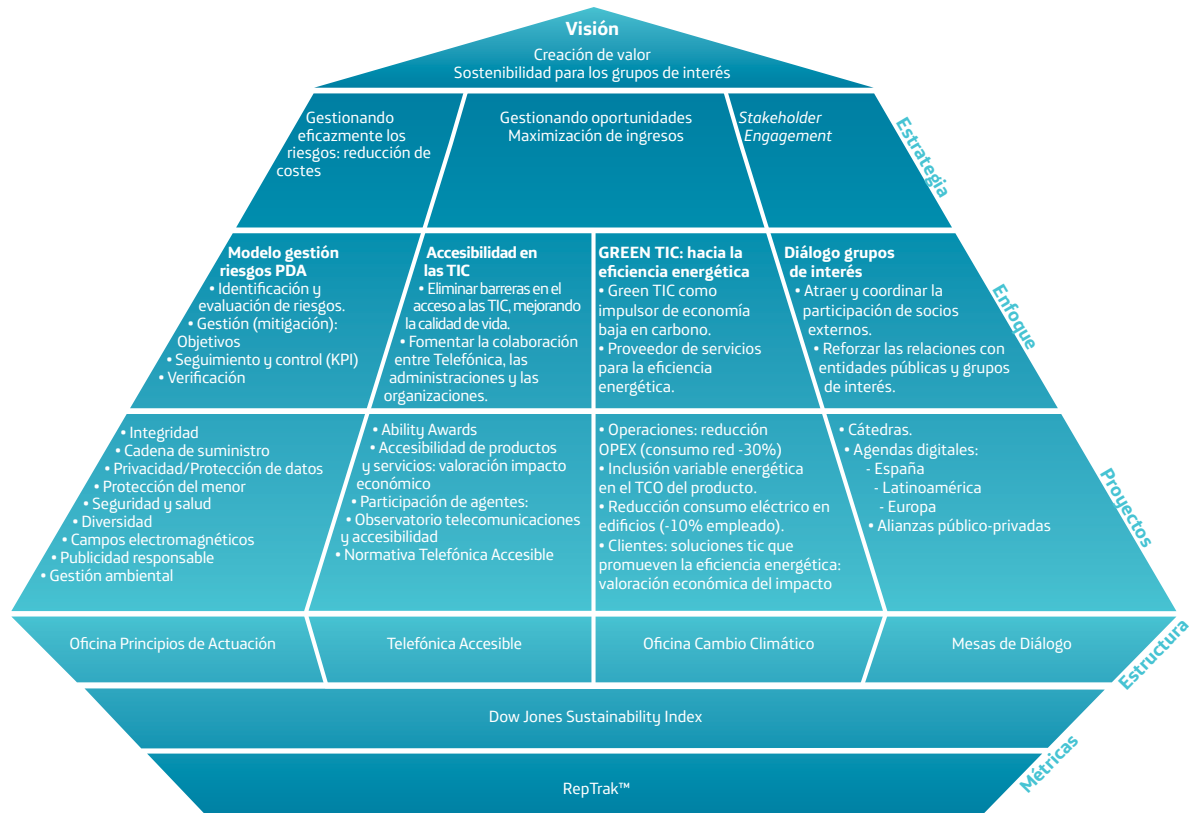 Visión
Creación de valor
Sostenibilidad para los grupos de interés
Gestionando
eficazmente los
riesgos: reducción de
costes
Gestionando oportunidades
Maximización de ingresos
Stakeholder
Engagement
Estrategia
Modelo gestión
riesgos PDA
• Identificación y
evaluación de riesgos.
• Gestión (mitigación):
Objetivos
• Seguimiento y control (KPI)
• Verificación
Accesibilidad en
las TIC
• Eliminar barreras en el
acceso a las TIC, mejorando
la calidad de vida.
• Fomentar la colaboración
entre Telefónica, las
administraciones y las
organizaciones.
GREEN TIC: hacia la
eficiencia energética
• Green TIC como
impulsor de economía
baja en carbono.
• Proveedor de servicios
para la eficiencia
energética.
Diálogo grupos
de interés
• Atraer y coordinar la
participación de socios
externos.
• Reforzar las relaciones con
entidades públicas y grupos
de interés.
Enfoque
• Integridad
• Cadena de suministro
• Privacidad/Protección de datos
• Protección del menor
• Seguridad y salud
• Diversidad
• Campos electromagnéticos
• Publicidad responsable
• Gestión ambiental
• Ability Awards
• Accesibilidad de productos
y servicios: valoración impacto
económico
• Participación de agentes:
• Observatorio telecomunicaciones
y accesibilidad
• Normativa Telefónica Accesible
• Operaciones: reducción
OPEX (consumo red -30%)
• Inclusión variable energética
en el TCO del producto.
• Reducción consumo eléctrico en
edificios (-10% empleado).
• Clientes: soluciones tic que
promueven la eficiencia energética:
valoración económica del impacto
• Cátedras.
• Agendas digitales:
- España
- Latinoamérica
- Europa
• Alianzas público-privadas
Proyectos
Oficina Principios de Actuación
Telefónica Accesible
Oficina Cambio Climático
Mesas de Diálogo
Estructura
Dow Jones Sustainability Index
RepTrak™
Métricas